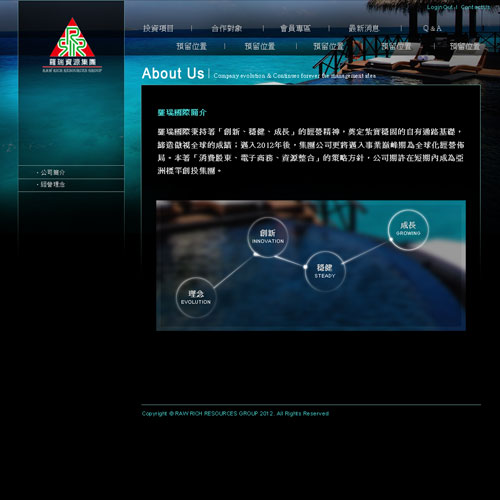 Login Out | Contact Us
投資項目 | 合作對象 | 會員專區 | 最新消息 | Q & A
預留位置 | 預留位置 | 預留位置 | 預留位置 | 預留位置
羅瑞資源集團
RAW RICH RESOURCES GROUP
About Us | Company evolution & Continues forever the management idea
‧公司簡介
‧經營理念
羅瑞國際簡介
羅瑞國際秉持著「創新、穩健、成長」的經營精神，奠定紮實穩固的自有通路基礎，
締造傲視全球的成績；邁入2012年後，集團公司更將邁入事業巔峰期為全球化經營佈
局。本著「消費股東、電子商務、資源整合」的策略方針，公司期許在短期內成為亞
洲標竿創投集團。
成長
GROWING
創新
INNOVATION
穩健
STEADY
理念
EVOLUTION
Copyright @ RAW RICH RESOURCES GROUP 2012 . All Rights Reserved.